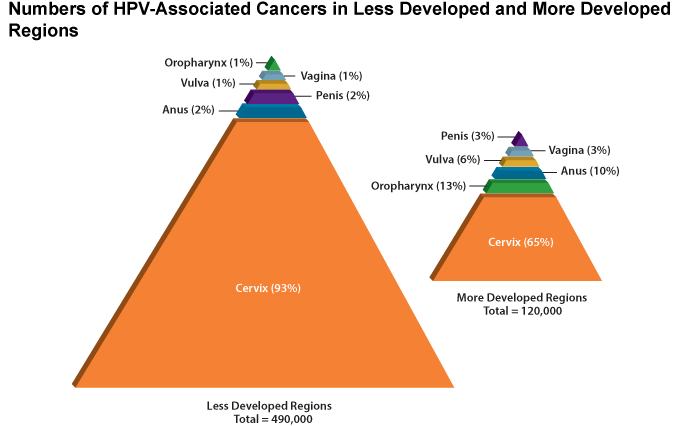 Numbers of HPV-Associated Cancers in Less Developed and More Developed
Regions
Oropharynx (1%)
Vagina (1%)
Vulva (1%)
Penis (2%)
Anus (2%)
Cervix (93%)
Less Developed Regions
Total = 490,000
Penis (3%)
Vagina (3%)
Vulva (6%)
Anus (10%)
Oropharynx (13%)
Cervix (65%)
More Developed Regions
Total = 120,000